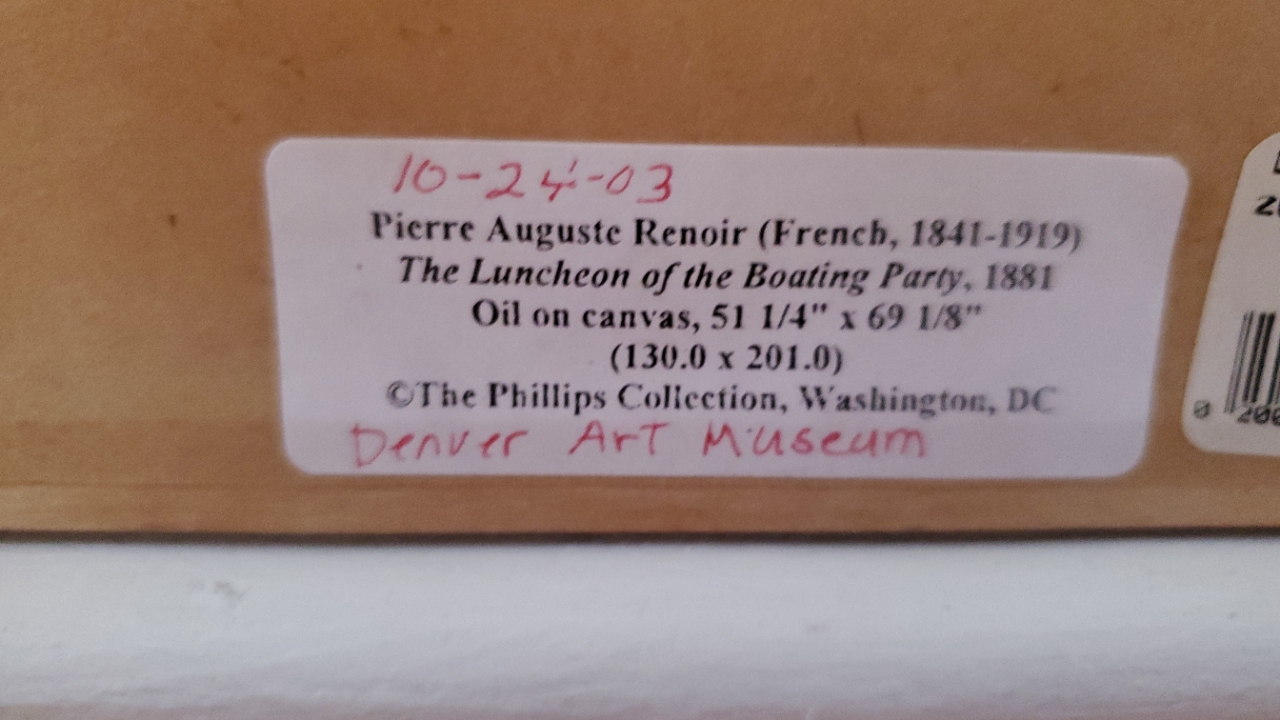 10-24-03
Pierre Auguste Renoir (French, 1841-1919)
The Luncheon of the Boating Party, 1881
Oil on canvas, 51 1/4" x 69 1/8"
(130.0 x 201.0)
©The Phillips Collection, Washington, DC
Denver Art Museum
0